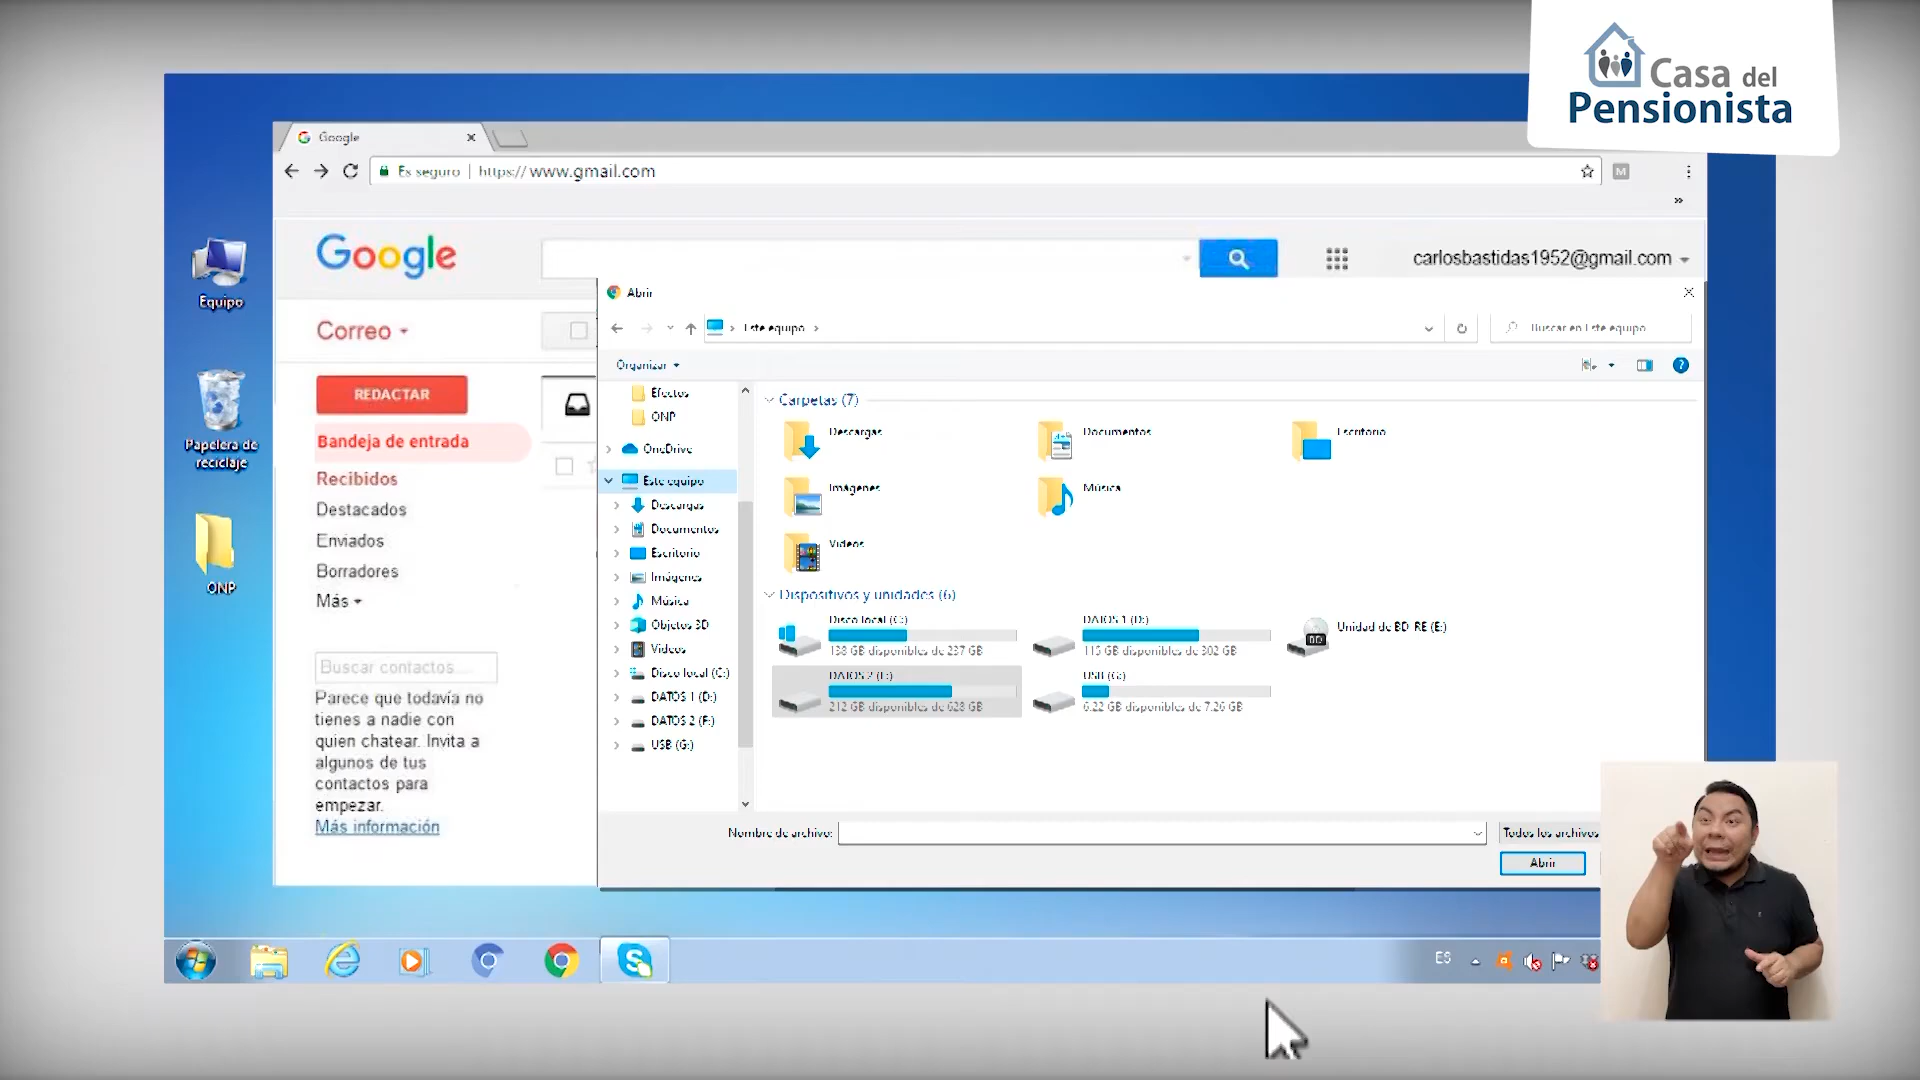 Casa del
Pensionista
Google
Es seguro
https://www.gmail.com
M
»
Google
carlosbastidas1952@gmail.com
Correo
REDACTAR
Bandeja de entrada
Recibidos
Destacados
Enviados
Borradores
Más
Buscar contactos...
Parece que todavía no
tienes a nadie con
quien chatear. Invita a
algunos de tus
contactos para
empezar.
Más información
Equipo
Papelera de
reciclaje
ONP
Abrir
Este equipo
Buscar en Este equipo
Organizar
?
Efectos
ONP
OneDrive
Este equipo
Descargas
Documentos
Escritorio
Imágenes
Música
Objetos 3D
Videos
Disco local (C:)
DATOS 1 (D:)
DATOS 2 (F:)
USB (G:)
Carpetas (7)
Descargas
Documentos
Escritorio
Imágenes
Música
Videos
Dispositivos y unidades (6)
Disco local (C:)
138 GB disponibles de 237 GB
DATOS 1 (D:)
115 GB disponibles de 302 GB
BD
Unidad de BD-RE (E:)
DATOS 2 (F:)
212 GB disponibles de 628 GB
USB (G:)
6.22 GB disponibles de 7.26 GB
Nombre de archivo:
Todos los archivos
Abrir
ES